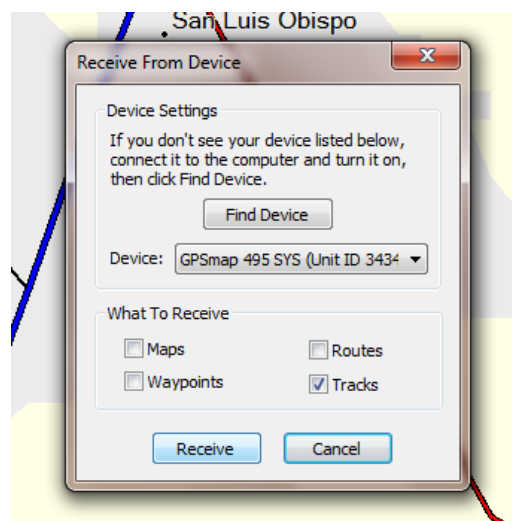 San Luis Obispo
Receive From Device
Device Settings
If you don't see your device listed below,
connect it to the computer and turn it on,
then click Find Device.
Find Device
Device: GPSmap 495 SYS (Unit ID 3434
What To Receive
Maps Routes
Waypoints Tracks
Receive Cancel